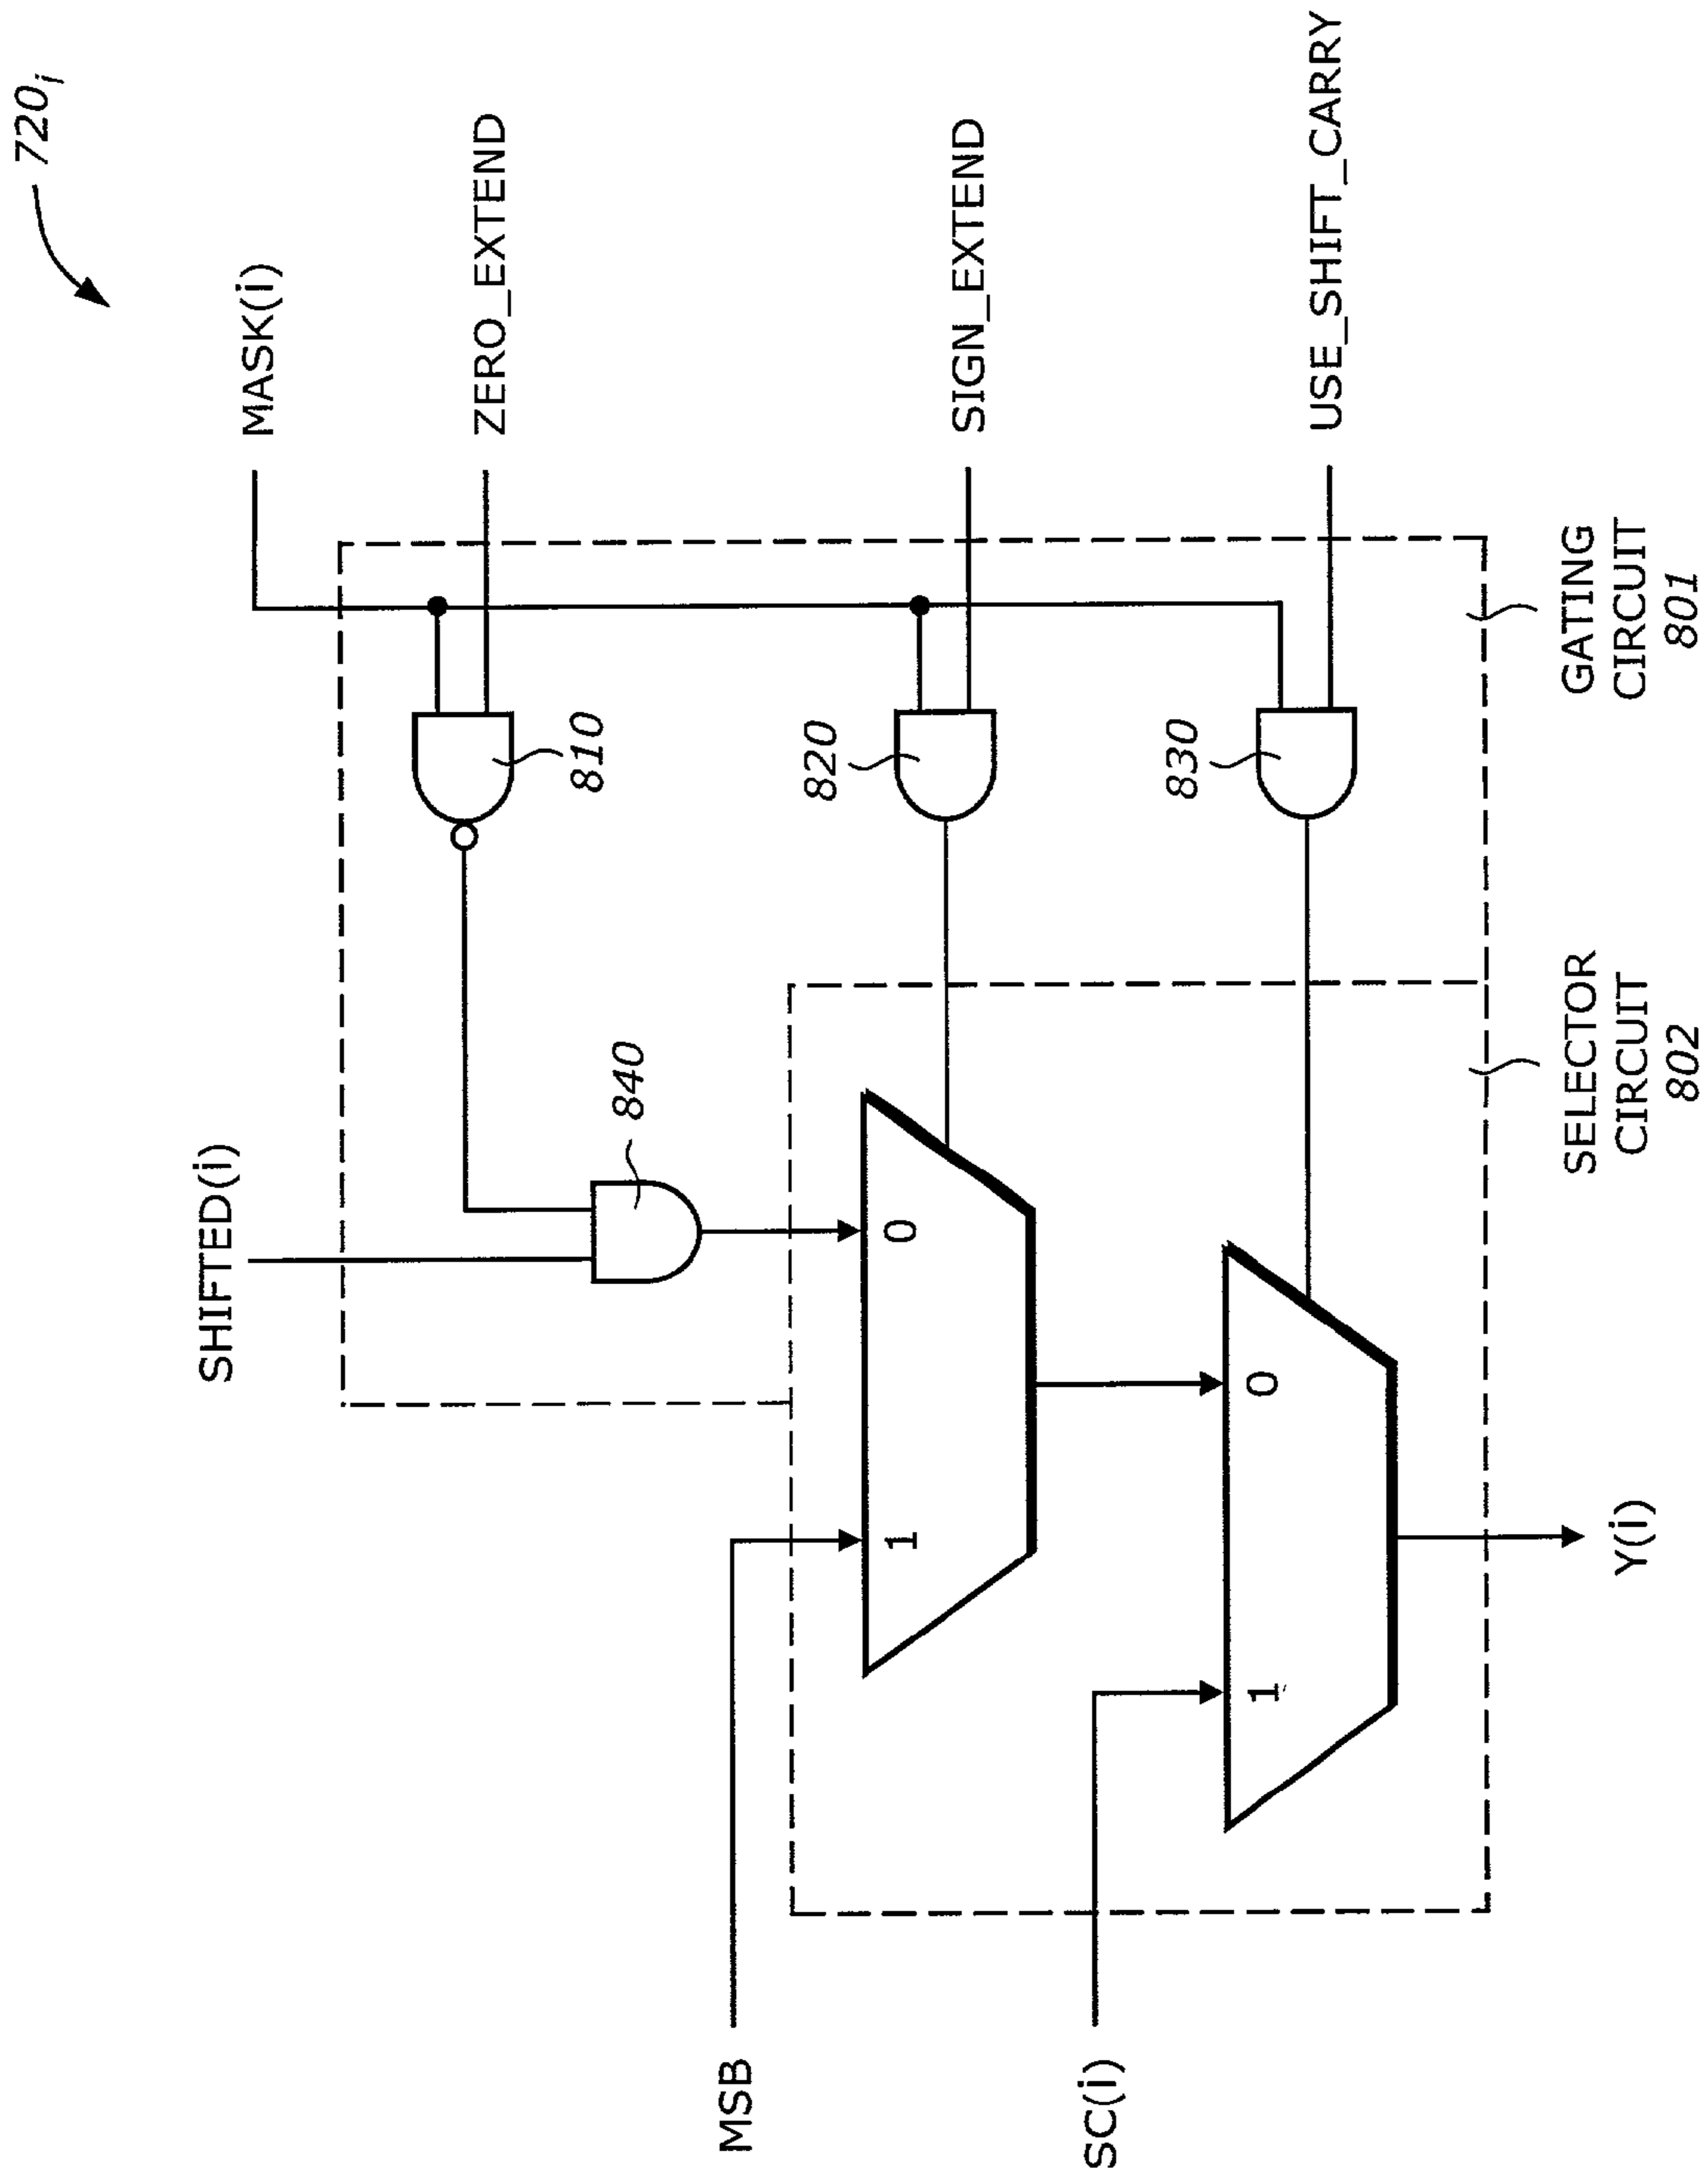 720i
MASK(i)
ZERO_EXTEND
SIGN_EXTEND
USE_SHIFT_CARRY
810
820
830
GATING
CIRCUIT
801
SHIFTED(i)
840
SELECTOR
CIRCUIT
802
0
1
0
1
MSB
SC(i)
Y(i)